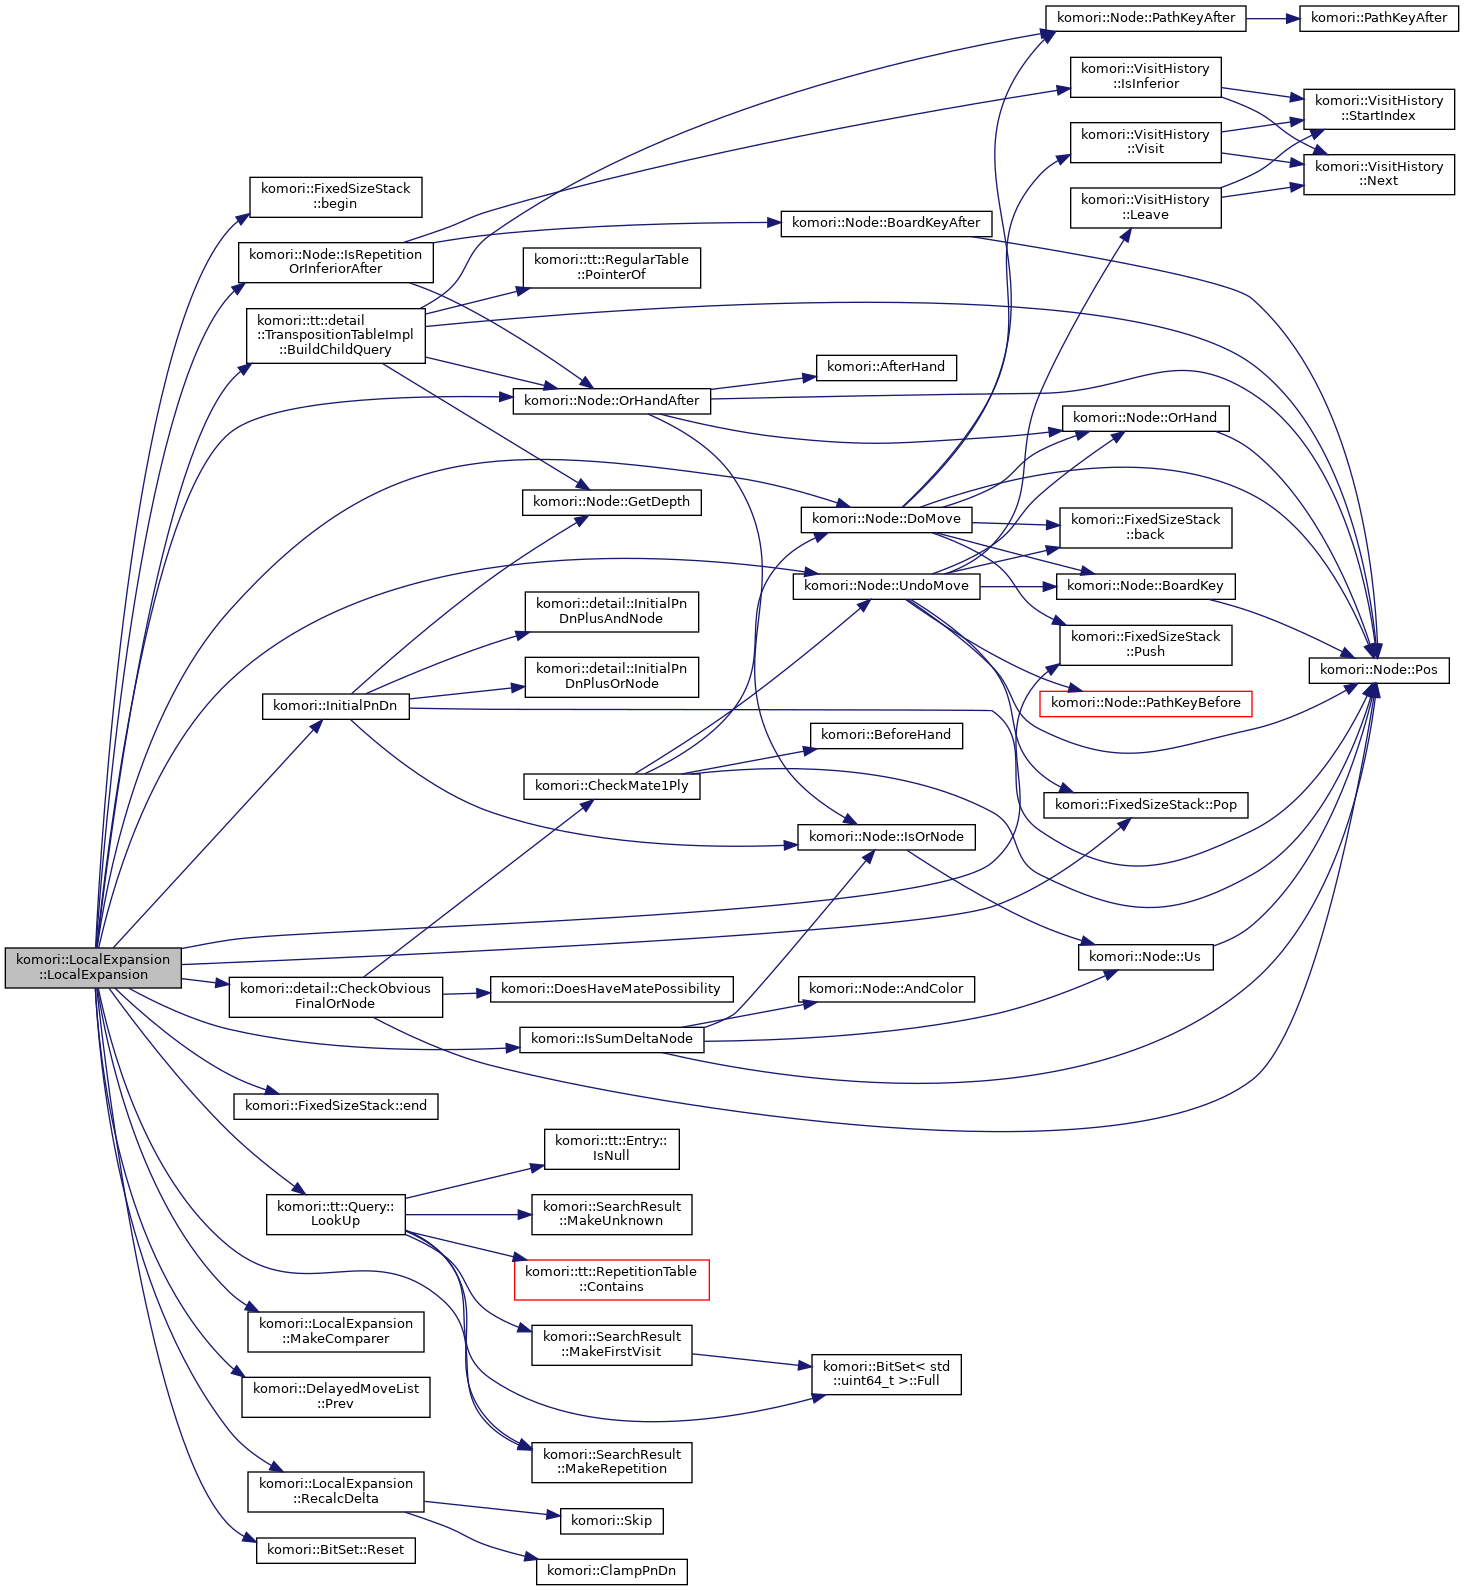 komori::LocalExpansion
::LocalExpansion
komori::FixedSizeStack
::begin
komori::Node::IsRepetition
OrInferiorAfter
komori::tt::detail
::TranspositionTableImpl
::BuildChildQuery
komori::InitialPnDn
komori::detail::CheckObvious
FinalOrNode
komori::FixedSizeStack::end
komori::tt::Query::
LookUp
komori::LocalExpansion
::MakeComparer
komori::DelayedMoveList
::Prev
komori::LocalExpansion
::RecalcDelta
komori::BitSet::Reset
komori::tt::RegularTable
::PointerOf
komori::Node::OrHandAfter
komori::Node::GetDepth
komori::detail::InitialPn
DnPlusAndNode
komori::detail::InitialPn
DnPlusOrNode
komori::CheckMate1Ply
komori::DoesHaveMatePossibility
komori::IsSumDeltaNode
komori::tt::Entry::
IsNull
komori::SearchResult
::MakeUnknown
komori::tt::RepetitionTable
::Contains
komori::SearchResult
::MakeFirstVisit
komori::SearchResult
::MakeRepetition
komori::Skip
komori::ClampPnDn
komori::Node::BoardKeyAfter
komori::AfterHand
komori::Node::DoMove
komori::Node::UndoMove
komori::BeforeHand
komori::Node::IsOrNode
komori::Node::AndColor
komori::BitSet< std
::uint64_t >::Full
komori::Node::PathKeyAfter
komori::VisitHistory
::IsInferior
komori::VisitHistory
::Visit
komori::VisitHistory
::Leave
komori::Node::OrHand
komori::FixedSizeStack
::back
komori::Node::BoardKey
komori::FixedSizeStack
::Push
komori::Node::PathKeyBefore
komori::FixedSizeStack::Pop
komori::Node::Us
komori::PathKeyAfter
komori::VisitHistory
::StartIndex
komori::VisitHistory
::Next
komori::Node::Pos